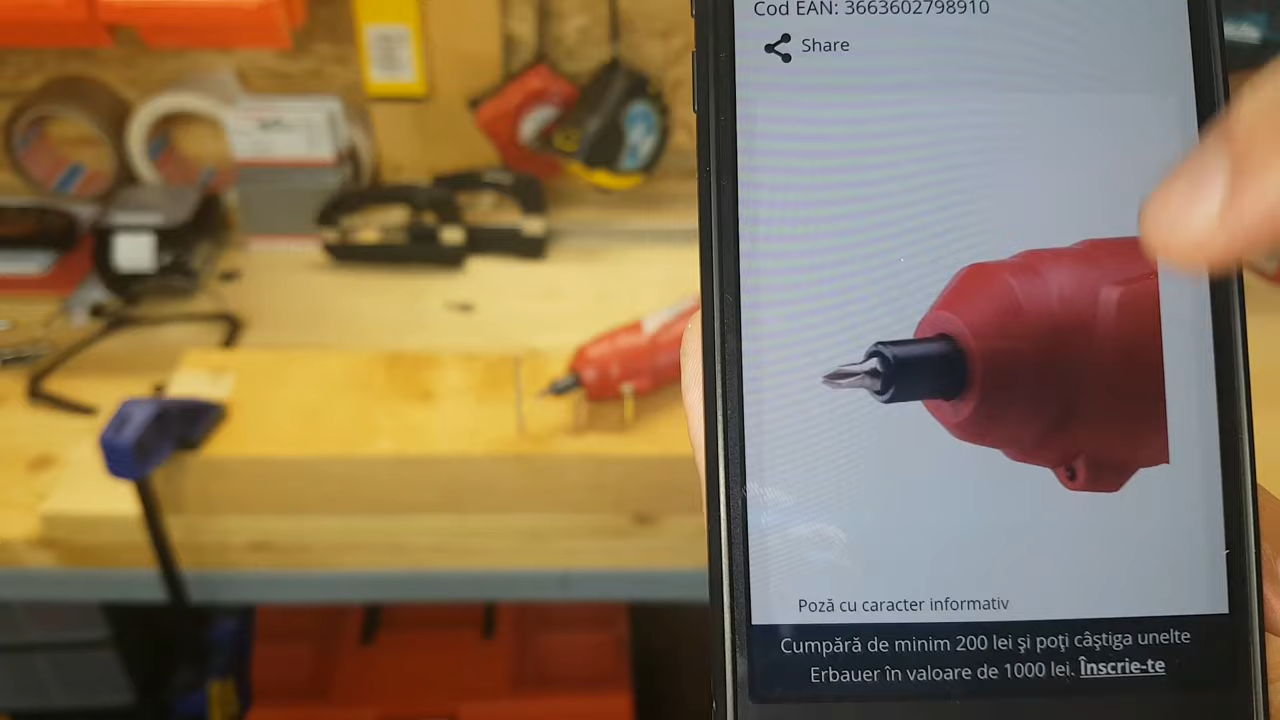 Cod EAN: 3663602798910
Share
Poză cu caracter informativ
Cumpără de minim 200 lei şi poţi câştiga unelte
Erbauer în valoare de 1000 lei. Înscrie-te